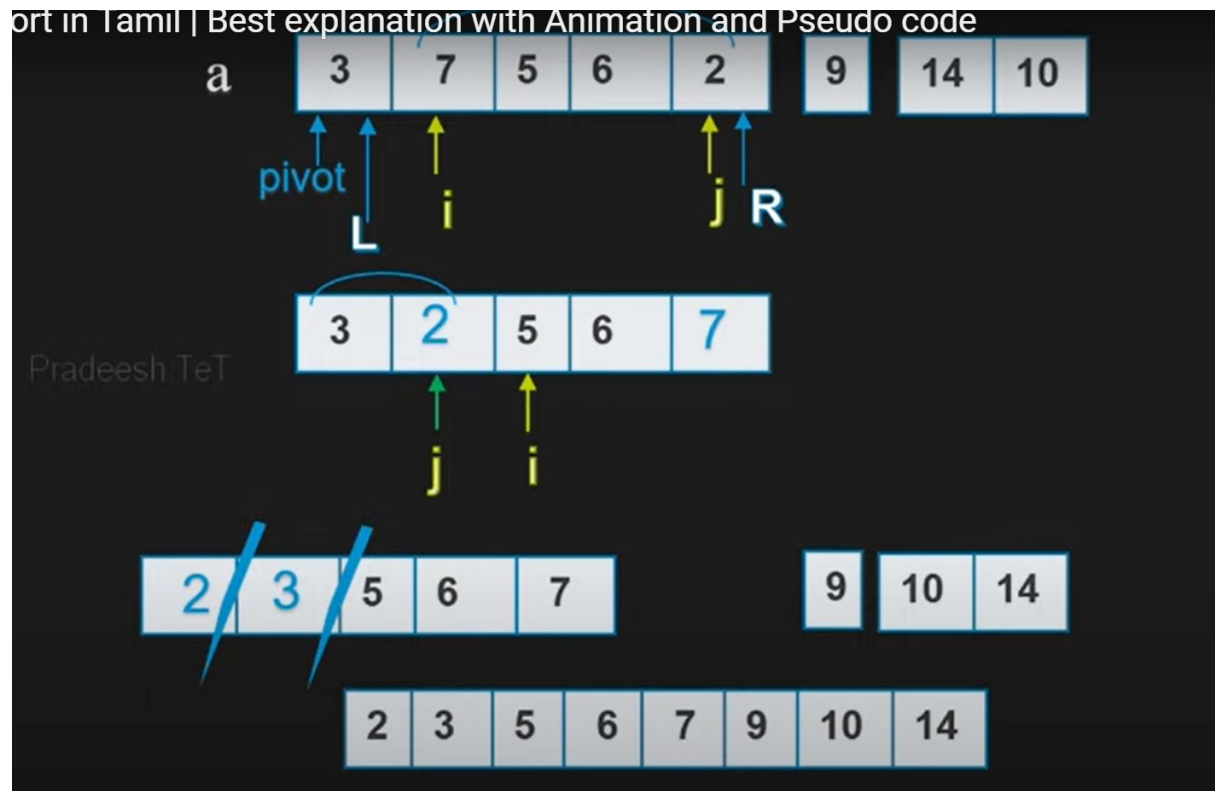 ort in Tamil | Best explanation with Animation and Pseudo code
a 3 7 5 6 2 9 14 10
pivot L i j R
3 2 5 6 7
Pradeesh TeT
j i
2 3 5 6 7 9 10 14
2 3 5 6 7 9 10 14